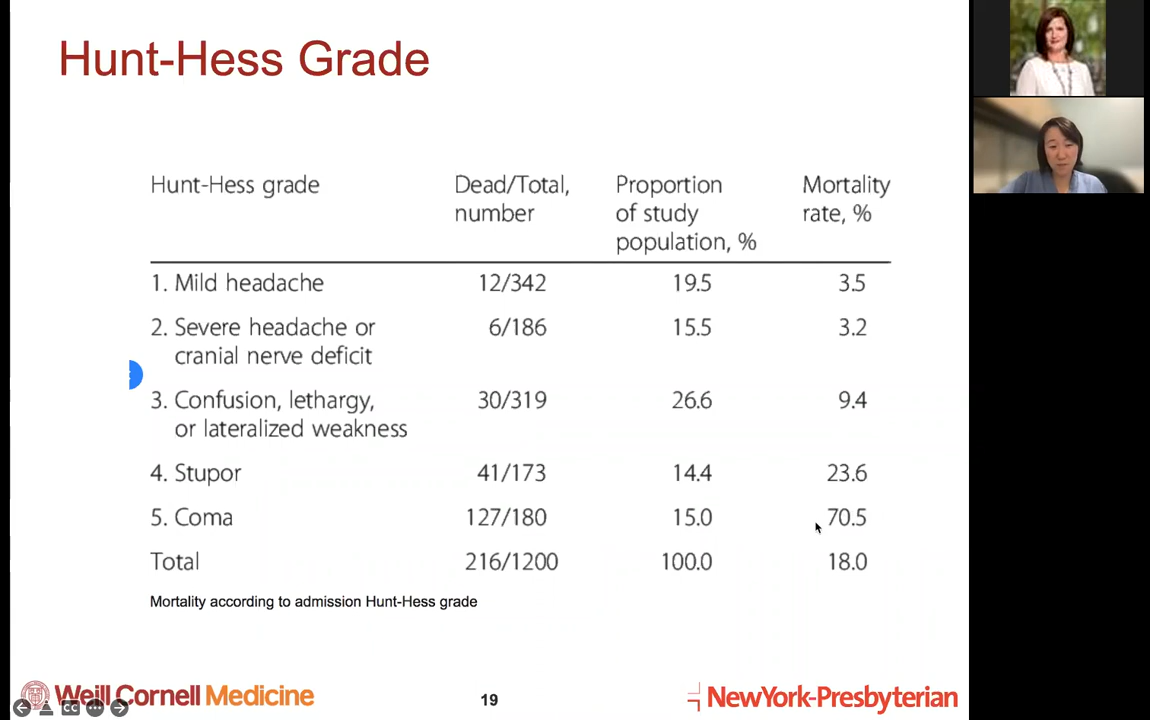 Hunt-Hess Grade
Hunt-Hess grade Dead/Total, number Proportion of study population, % Mortality rate, %
1. Mild headache 12/342 19.5 3.5
2. Severe headache or 6/186 15.5 3.2
cranial nerve deficit
3. Confusion, lethargy, 30/319 26.6 9.4
or lateralized weakness
4. Stupor 41/173 14.4 23.6
5. Coma 127/180 15.0 70.5
Total 216/1200 100.0 18.0
Mortality according to admission Hunt-Hess grade
Weill Cornell Medicine 19 NewYork-Presbyterian
CC